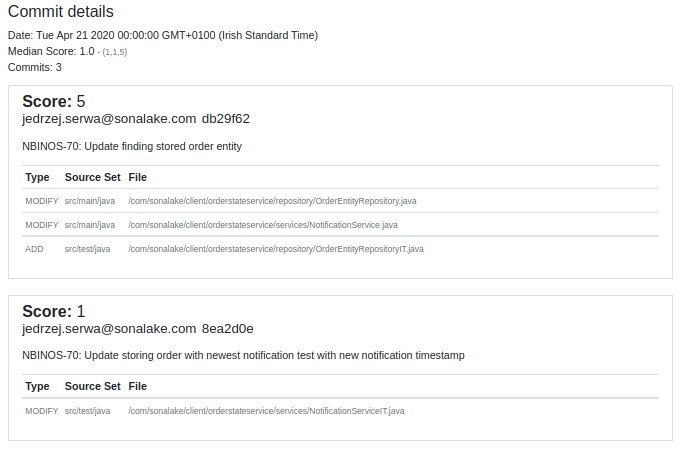 Commit details
Date: Tue Apr 21 2020 00:00:00 GMT+0100 (Irish Standard Time)
Median Score: 1.0 - (1,1,5)
Commits: 3
Score: 5
jedrzej.serwa@sonalake.com db29f62
NBINOS-70: Update finding stored order entity
Type Source Set File
MODIFY src/main/java /com/sonalake/client/orderstateservice/repository/OrderEntityRepository.java
MODIFY src/main/java /com/sonalake/client/orderstateservice/services/NotificationService.java
ADD src/test/java /com/sonalake/client/orderstateservice/repository/OrderEntityRepositoryIT.java
Score: 1
jedrzej.serwa@sonalake.com 8ea2d0e
NBINOS-70: Update storing order with newest notification test with new notification timestamp
Type Source Set File
MODIFY src/test/java /com/sonalake/client/orderstateservice/services/NotificationServiceIT.java